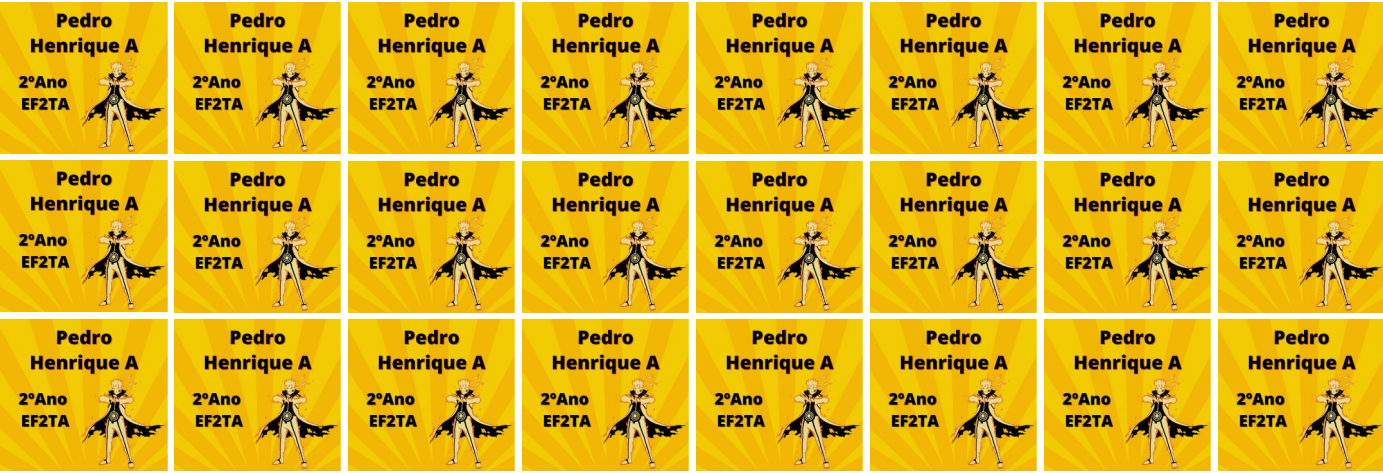 Pedro
Henrique A
2ºAno
EF2TA
Pedro
Henrique A
2ºAno
EF2TA
Pedro
Henrique A
2ºAno
EF2TA
Pedro
Henrique A
2ºAno
EF2TA
Pedro
Henrique A
2ºAno
EF2TA
Pedro
Henrique A
2ºAno
EF2TA
Pedro
Henrique A
2ºAno
EF2TA
Pedro
Henrique A
2ºAno
EF2TA
Pedro
Henrique A
2ºAno
EF2TA
Pedro
Henrique A
2ºAno
EF2TA
Pedro
Henrique A
2ºAno
EF2TA
Pedro
Henrique A
2ºAno
EF2TA
Pedro
Henrique A
2ºAno
EF2TA
Pedro
Henrique A
2ºAno
EF2TA
Pedro
Henrique A
2ºAno
EF2TA
Pedro
Henrique A
2ºAno
EF2TA
Pedro
Henrique A
2ºAno
EF2TA
Pedro
Henrique A
2ºAno
EF2TA
Pedro
Henrique A
2ºAno
EF2TA
Pedro
Henrique A
2ºAno
EF2TA
Pedro
Henrique A
2ºAno
EF2TA
Pedro
Henrique A
2ºAno
EF2TA
Pedro
Henrique A
2ºAno
EF2TA
Pedro
Henrique A
2ºAno
EF2TA